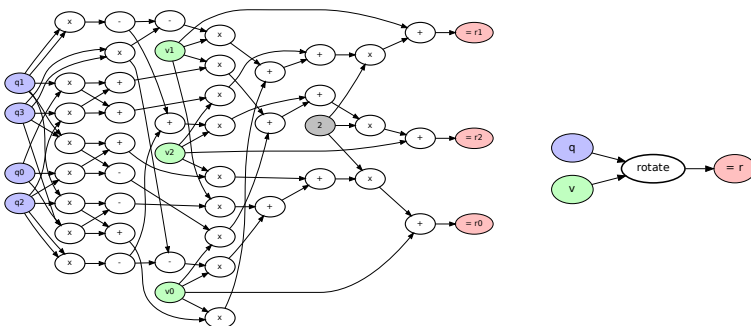 x - -
x + = r1
x v1 + x
x +
q1 x + x +
q3 x +
+ x + 2 x
+ = r2
x + v2
q
q0 x - x + x
rotate = r
v
q2 x - x +
+ = r0
x + x
x - - x
v0
x